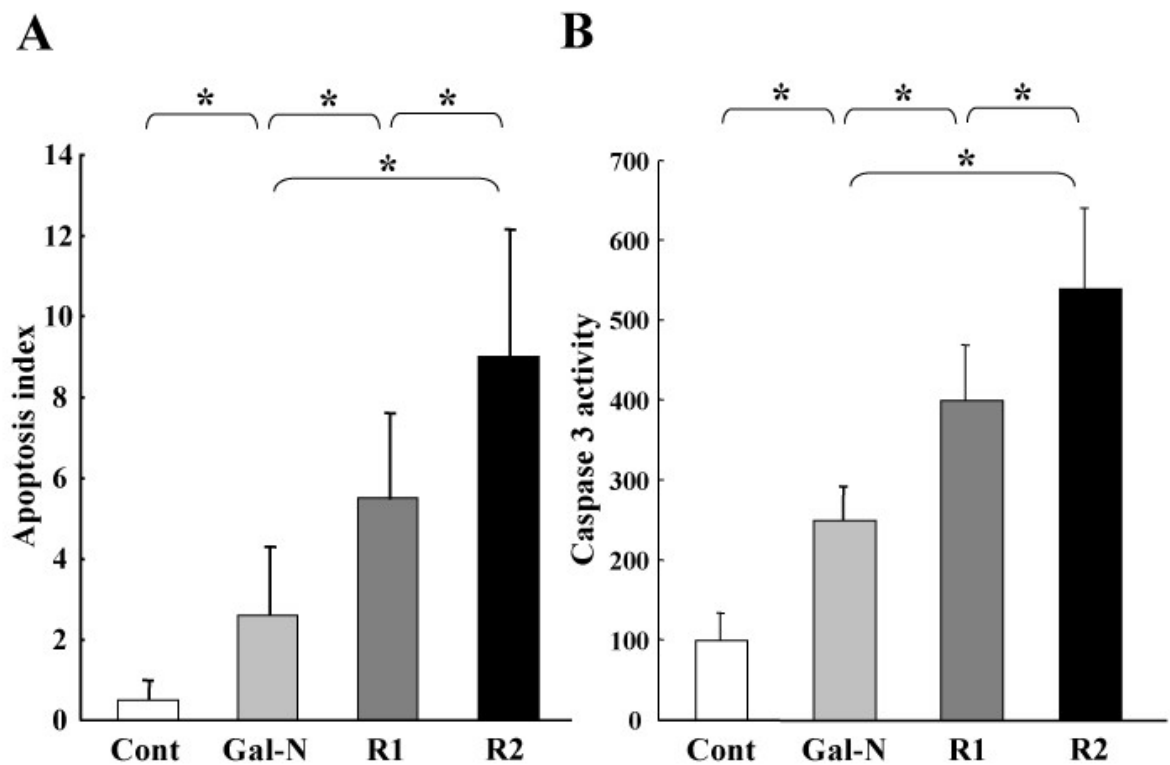 A
* * *
*
14
12
10
8
6
4
2
0
Apoptosis index
Cont Gal-N R1 R2
B
* * *
*
700
600
500
400
300
200
100
0
Caspase 3 activity
Cont Gal-N R1 R2